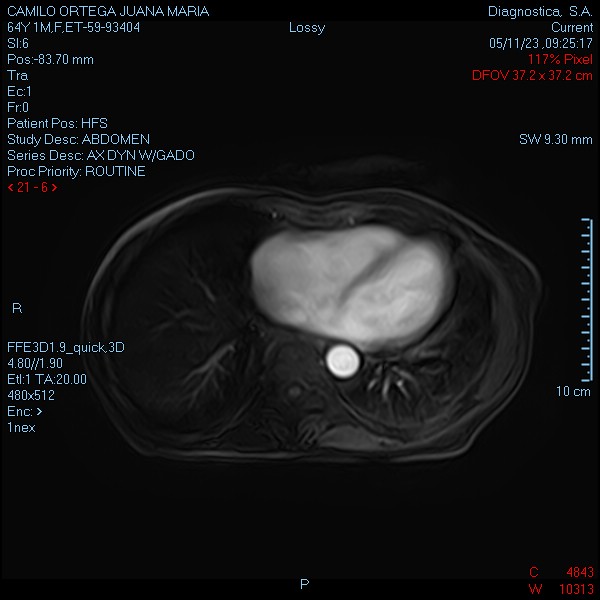 CAMILO ORTEGA JUANA MARIA
64Y 1M,F,ET-59-93404
Sl:6
Pos:-83.70 mm
Tra
Ec:1
Fr:0
Patient Pos: HFS
Study Desc: ABDOMEN
Series Desc: AX DYN W/GADO
Proc Priority: ROUTINE
< 21 - 6 >
Lossy
Diagnostica, S.A.
Current
05/11/23 ,09:25:17
117% Pixel
DFOV 37.2 x 37.2 cm
SW 9.30 mm
R
FFE3D1.9_quick,3D
4.80//1.90
Etl:1 TA:20.00
480x512
Enc: >
1nex
10 cm
P
C 4843
W 10313